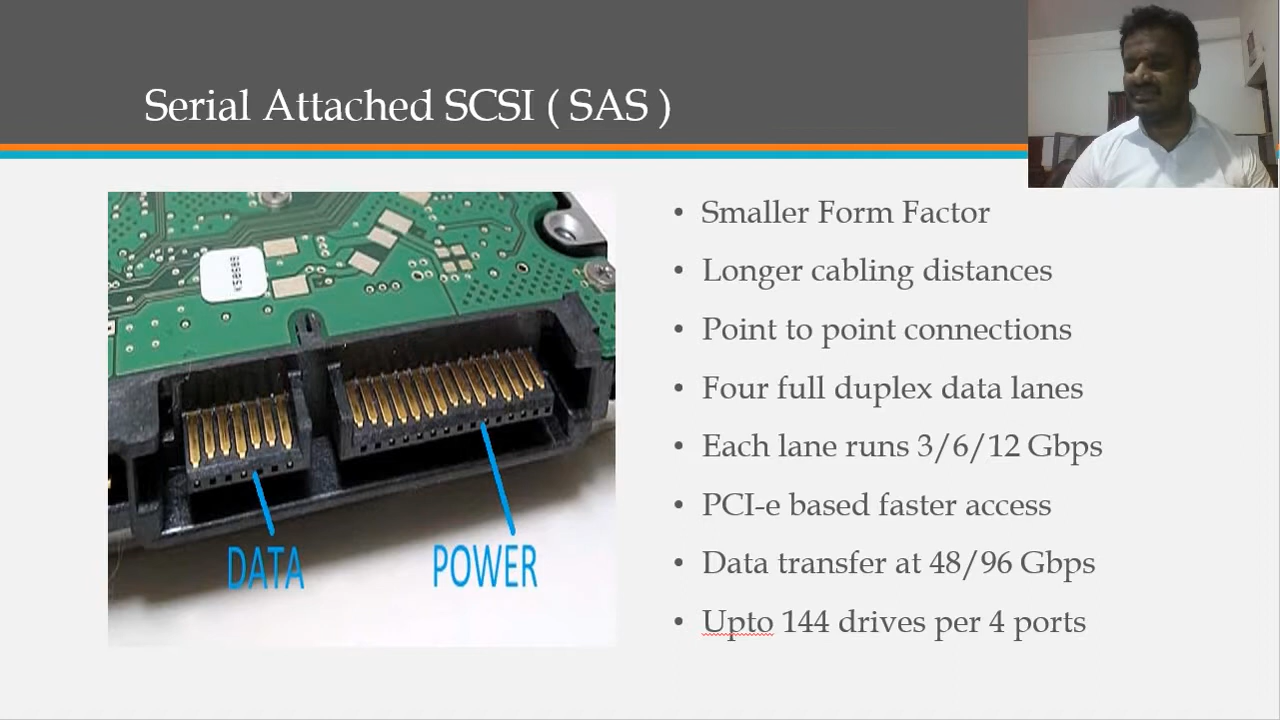 Serial Attached SCSI ( SAS )
• Smaller Form Factor
• Longer cabling distances
• Point to point connections
• Four full duplex data lanes
• Each lane runs 3/6/12 Gbps
• PCI-e based faster access
• Data transfer at 48/96 Gbps
• Upto 144 drives per 4 ports
DATA
POWER